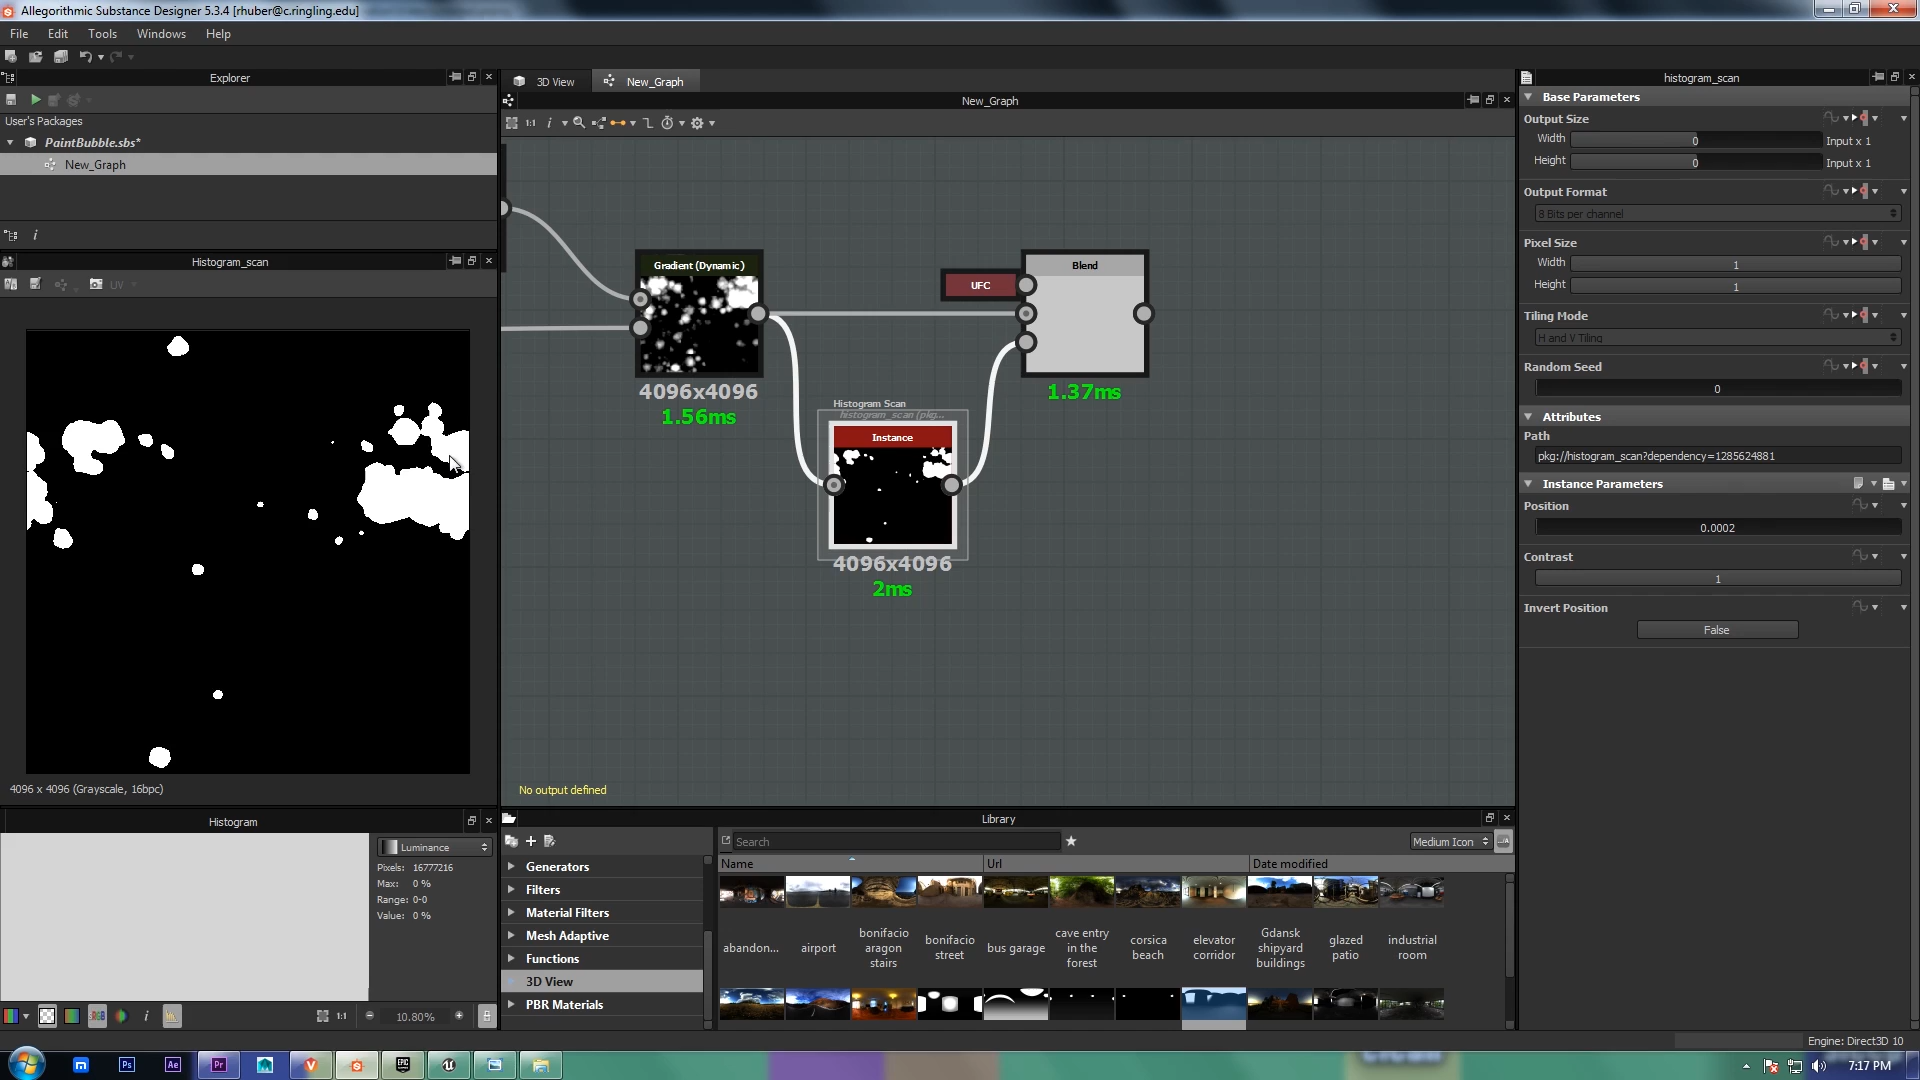 Allegorithmic Substance Designer 5.3.4 [rhuber@c.ringling.edu]
File Edit Tools Windows Help
Explorer
User's Packages
PaintBubble.sbs*
New_Graph
Histogram_scan
UV
4096 x 4096 (Grayscale, 16bpc)
Histogram
Luminance
Pixels: 16777216
Max: 0 %
Range: 0-0
Value: 0 %
1:1
10.80%
3D View
New_Graph
New_Graph
1:1
Gradient (Dynamic)
4096x4096
1.56ms
UFC
Blend
1.37ms
Histogram Scan
histogram_scan (pkg...
Instance
4096x4096
2ms
No output defined
Library
Search
Medium Icon
Generators
Filters
Material Filters
Mesh Adaptive
Functions
3D View
PBR Materials
Name Url Date modified
abandon...
airport
bonifacio aragon stairs
bonifacio street
bus garage
cave entry in the forest
corsica beach
elevator corridor
Gdansk shipyard buildings
glazed patio
industrial room
histogram_scan
Base Parameters
Output Size
Width 0 Input x 1
Height 0 Input x 1
Output Format
8 Bits per channel
Pixel Size
Width 1
Height 1
Tiling Mode
H and V Tiling
Random Seed
0
Attributes
Path
pkg://histogram_scan?dependency=1285624881
Instance Parameters
Position
0.0002
Contrast
1
Invert Position
False
Engine: Direct3D 10
7:17 PM